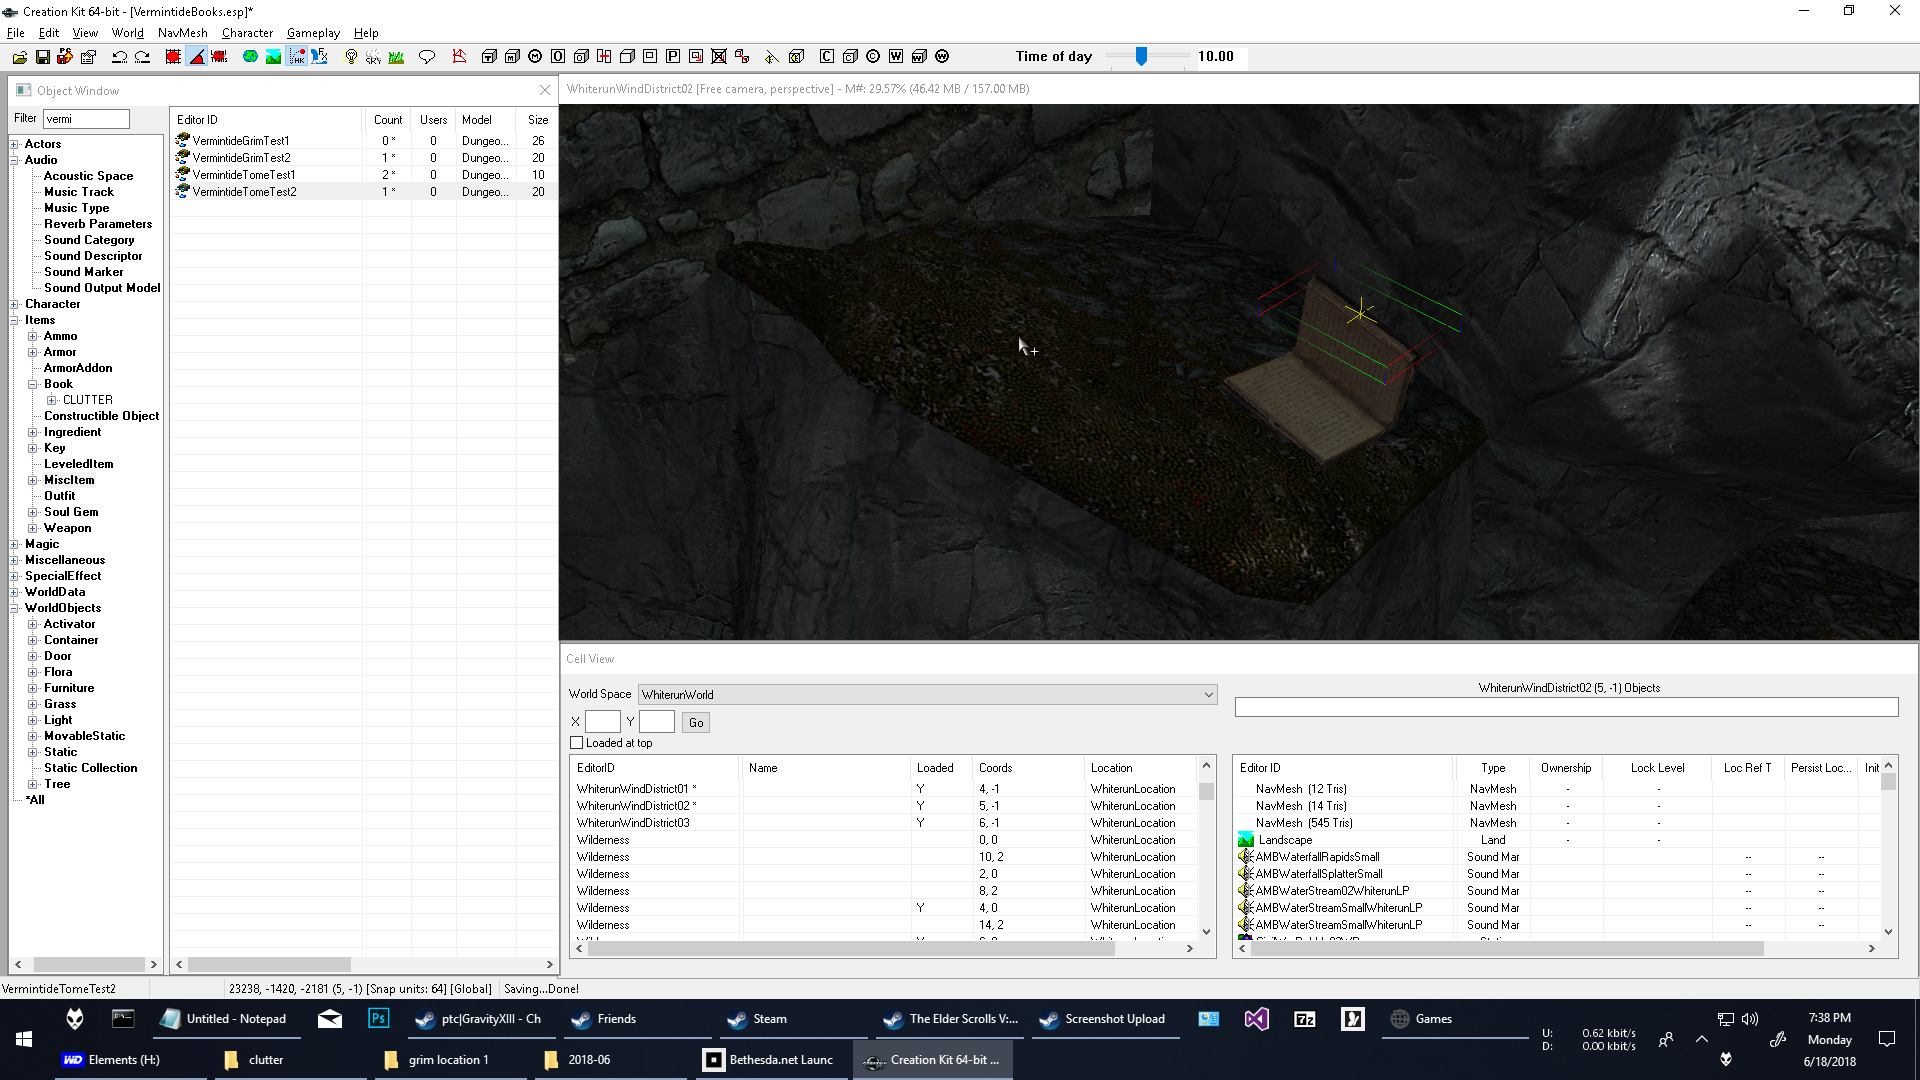 Creation Kit 64-bit - [VermintideBooks.esp]*
File Edit View World NavMesh Character Gameplay Help
Time of day 10.00
Object Window
Filter vermi
Actors
Audio
Acoustic Space
Music Track
Music Type
Reverb Parameters
Sound Category
Sound Descriptor
Sound Marker
Sound Output Model
Character
Items
Ammo
Armor
ArmorAddon
Book
CLUTTER
Constructible Object
Ingredient
Key
LeveledItem
MiscItem
Outfit
Soul Gem
Weapon
Magic
Miscellaneous
SpecialEffect
WorldData
WorldObjects
Activator
Container
Door
Flora
Furniture
Grass
Light
MovableStatic
Static
Static Collection
Tree
*All
Editor ID Count Users Model Size
VermintideGrimTest1 0 * 0 Dungeo... 26
VermintideGrimTest2 1 * 0 Dungeo... 20
VermintideTomeTest1 2 * 0 Dungeo... 10
VermintideTomeTest2 1 * 0 Dungeo... 20
WhiterunWindDistrict02 [Free camera, perspective] - M#: 29.57% (46.42 MB / 157.00 MB)
Cell View
World Space WhiterunWorld
X Y Go
Loaded at top
EditorID Name Loaded Coords Location
WhiterunWindDistrict01 * Y 4, -1 WhiterunLocation
WhiterunWindDistrict02 * Y 5, -1 WhiterunLocation
WhiterunWindDistrict03 Y 6, -1 WhiterunLocation
Wilderness 0, 0 WhiterunLocation
Wilderness 10, 2 WhiterunLocation
Wilderness 2, 0 WhiterunLocation
Wilderness 8, 2 WhiterunLocation
Wilderness Y 4, 0 WhiterunLocation
Wilderness 14, 2 WhiterunLocation
WhiterunWindDistrict02 (5, -1) Objects
Editor ID Type Ownership Lock Level Loc Ref T Persist Loc... Init
NavMesh (12 Tris) NavMesh - -
NavMesh (14 Tris) NavMesh - -
NavMesh (545 Tris) NavMesh - -
Landscape Land - -
AMBWaterfallRapidsSmall Sound Mar -- --
AMBWaterfallSplatterSmall Sound Mar -- --
AMBWaterStream02WhiterunLP Sound Mar -- --
AMBWaterStreamSmallWhiterunLP Sound Mar -- --
AMBWaterStreamSmallWhiterunLP Sound Mar -- --
VermintideTomeTest2 23238, -1420, -2181 (5, -1) [Snap units: 64] [Global] Saving...Done!
Untitled - Notepad
Ps
ptc|GravityXIII - Ch
Friends
Steam
The Elder Scrolls V:...
Screenshot Upload
7z
Games
U: 0.62 kbit/s
D: 0.00 kbit/s
7:38 PM
Monday
6/18/2018
WD Elements (H:)
clutter
grim location 1
2018-06
Bethesda.net Launc
Creation Kit 64-bit ...